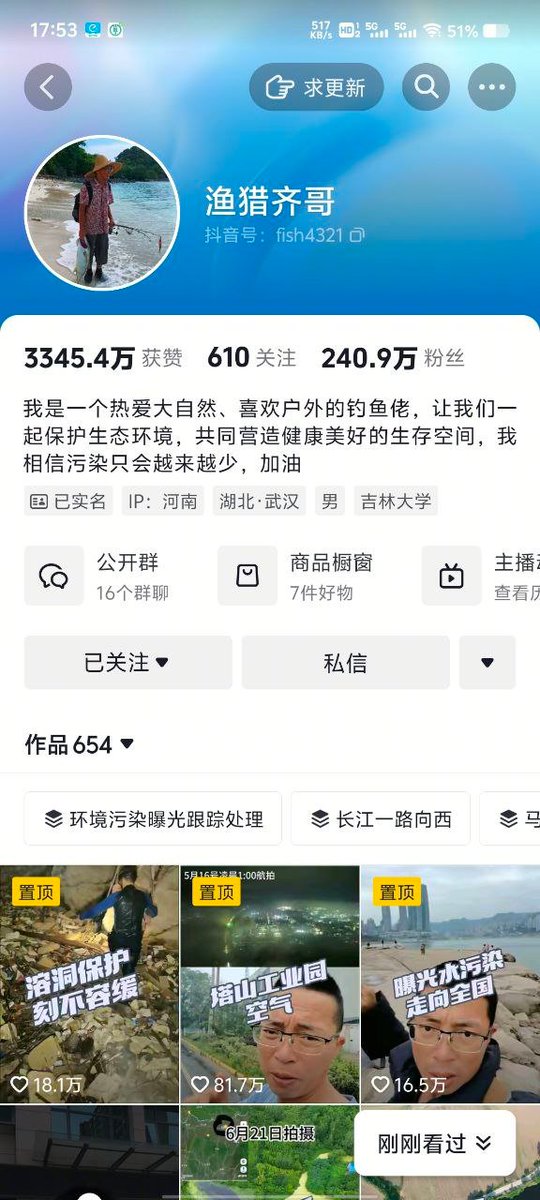 17:53
517 KB/s HD 5G 5G 51%
求更新
渔猎齐哥
抖音号：fish4321
3345.4万 获赞 610 关注 240.9万 粉丝
我是一个热爱大自然、喜欢户外的钓鱼佬，让我们一
起保护生态环境，共同营造健康美好的生存空间，我
相信污染只会越来越少，加油
已实名 IP：河南 湖北·武汉 男 吉林大学
公开群
16个群聊
商品橱窗
7件好物
主播
查看历
已关注
私信
作品 654
环境污染曝光跟踪处理
长江一路向西
马
置顶
溶洞保护
刻不容缓
18.1万
5月16号凌晨1:00航拍
置顶
塔山工业园
空气
81.7万
置顶
曝光水污染
走向全国
16.5万
6月21日拍摄
刚刚看过